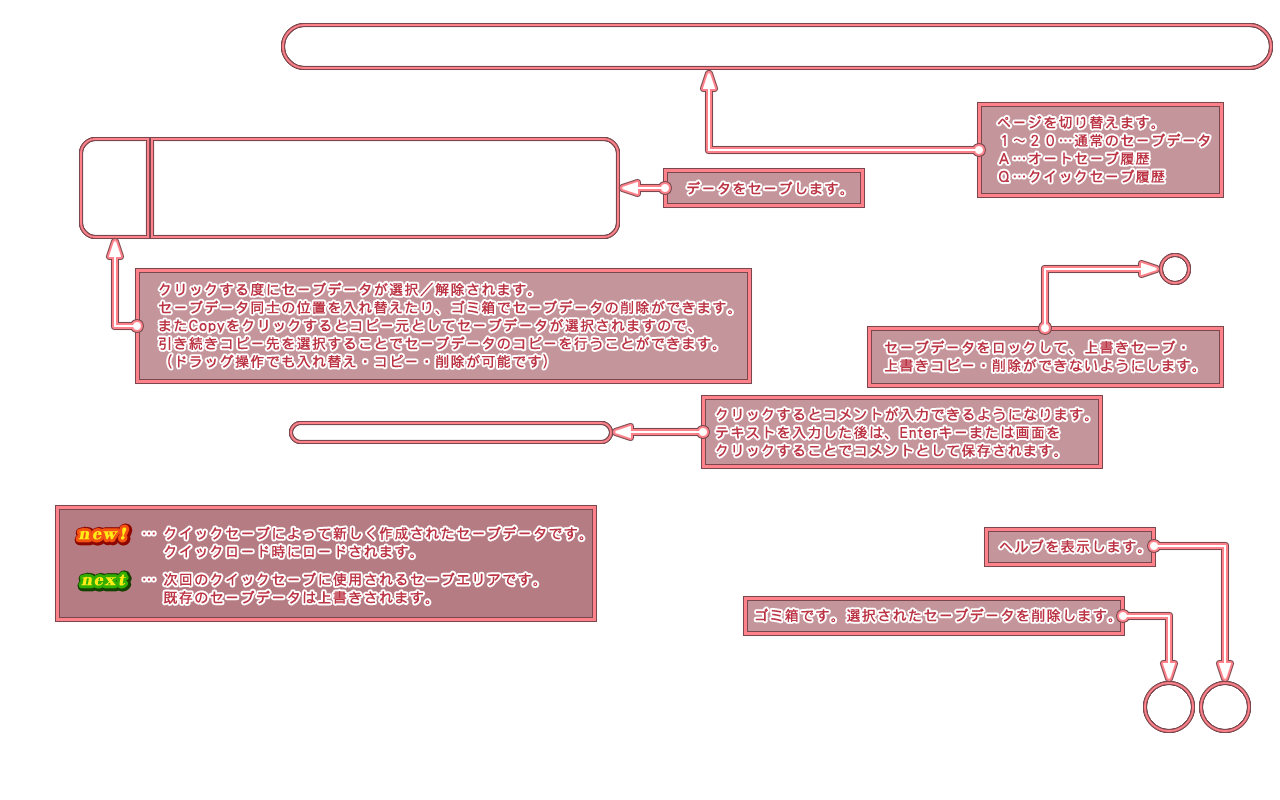 ページを切り替えます。
１～２０…通常のセーブデータ
Ａ…オートセーブ履歴
Ｑ…クイックセーブ履歴
データをセーブします。
クリックする度にセーブデータが選択／解除されます。
セーブデータ同士の位置を入れ替えたり、ゴミ箱でセーブデータの削除ができます。
またCopyをクリックするとコピー元としてセーブデータが選択されますので、
引き続きコピー先を選択することでセーブデータのコピーを行うことができます。
（ドラッグ操作でも入れ替え・コピー・削除が可能です）
セーブデータをロックして、上書きセーブ・
上書きコピー・削除ができないようにします。
クリックするとコメントが入力できるようになります。
テキストを入力した後は、Enterキーまたは画面を
クリックすることでコメントとして保存されます。
new! … クイックセーブによって新しく作成されたセーブデータです。
クイックロード時にロードされます。
next … 次回のクイックセーブに使用されるセーブエリアです。
既存のセーブデータは上書きされます。
ヘルプを表示します。
ゴミ箱です。選択されたセーブデータを削除します。